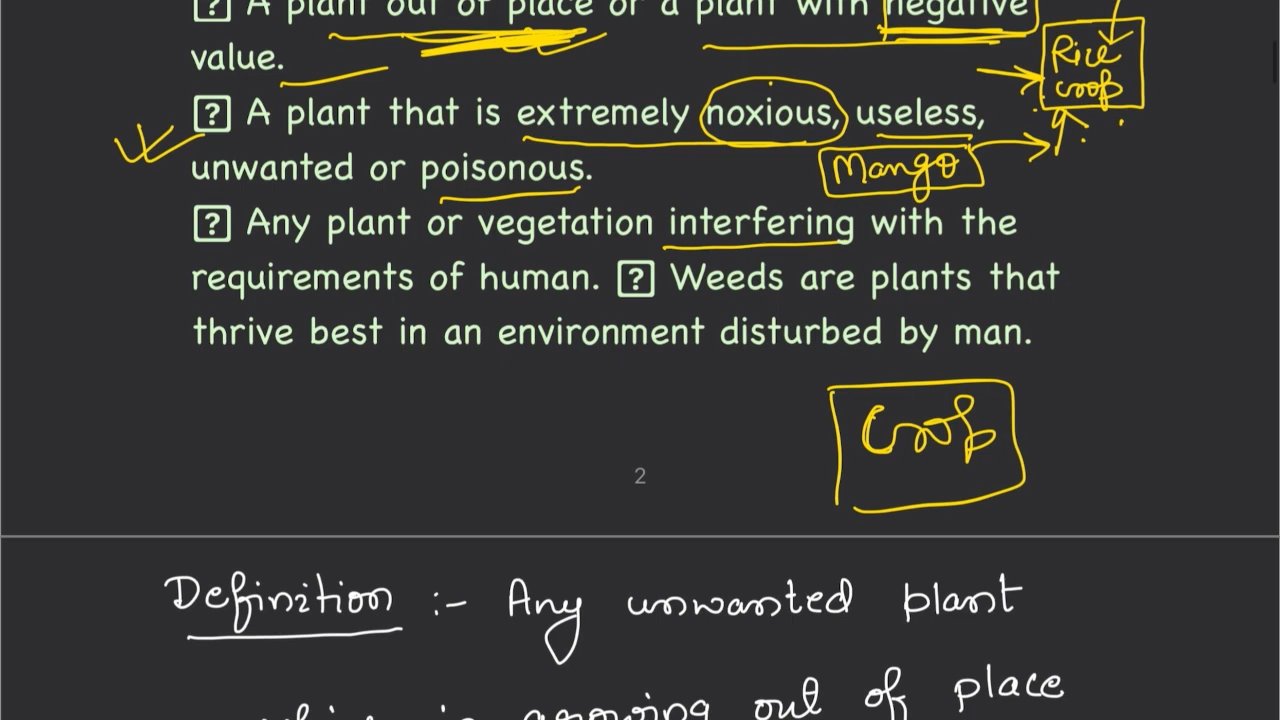 ? A plant out of place or a plant with negative
value.
Rice
crop
? A plant that is extremely noxious, useless,
unwanted or poisonous.
Mango
? Any plant or vegetation interfering with the
requirements of human. ? Weeds are plants that
thrive best in an environment disturbed by man.
Crop
2
Definition :- Any unwanted plant
growing out of place